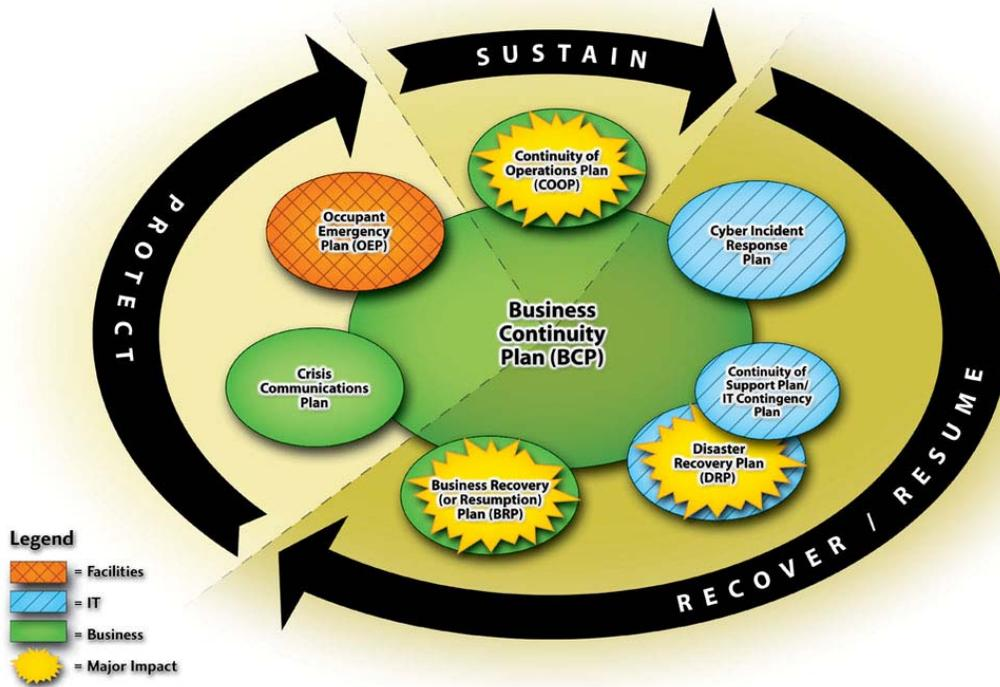 SUSTAIN
PROTECT
RECOVER / RESUME
Continuity of
Operations Plan
(COOP)
Occupant
Emergency
Plan (OEP)
Cyber Incident
Response
Plan
Business
Continuity
Plan (BCP)
Crisis
Communications
Plan
Continuity of
Support Plan/
IT Contingency
Plan
Disaster
Recovery Plan
(DRP)
Business Recovery
(or Resumption)
Plan (BRP)
Legend
= Facilities
= IT
= Business
= Major Impact